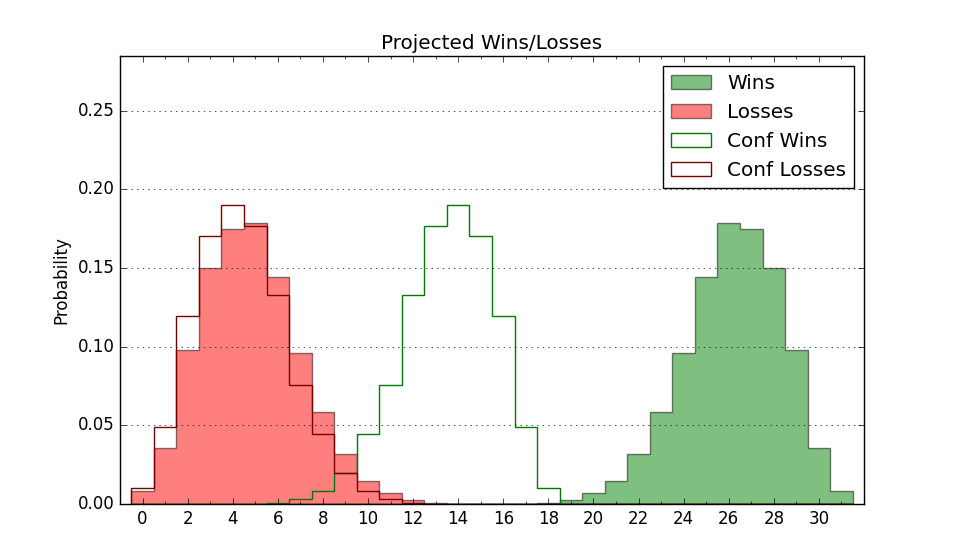 Projected Wins/Losses
Wins
Losses
Conf Wins
Conf Losses
Probability
0.25
0.20
0.15
0.10
0.05
0.00
0 2 4 6 8 10 12 14 16 18 20 22 24 26 28 30